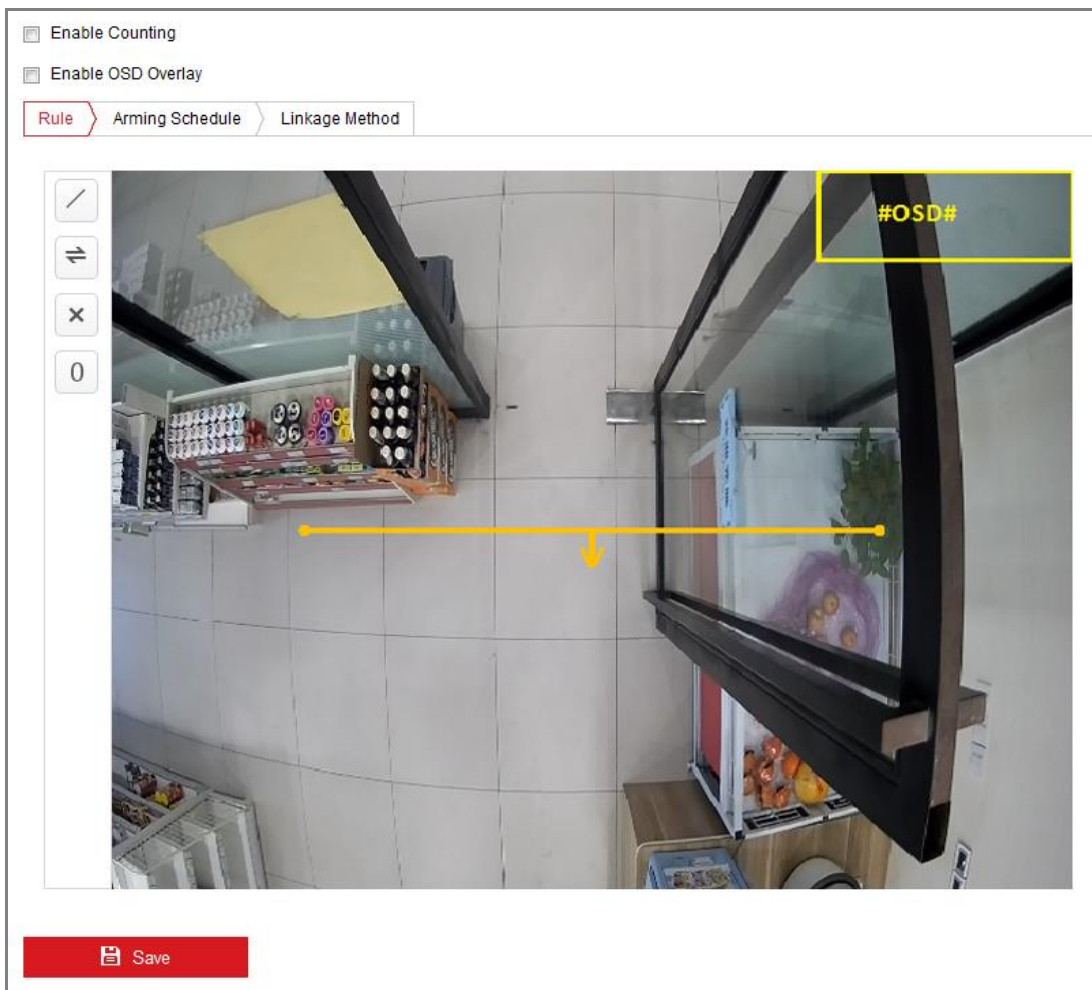 Enable Counting
Enable OSD Overlay
Rule Arming Schedule Linkage Method
#OSD#
0
Save